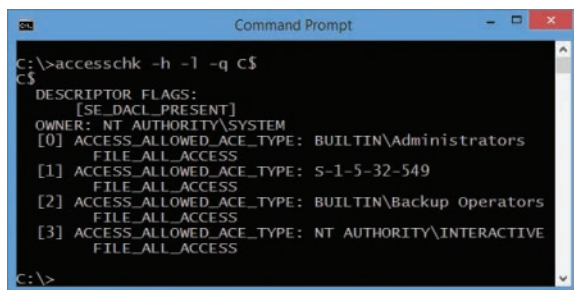 Command Prompt
C:\>accesschk -h -l -q C$
C$
DESCRIPTOR FLAGS:
[SE_DACL_PRESENT]
OWNER: NT AUTHORITY\SYSTEM
[0] ACCESS_ALLOWED_ACE_TYPE: BUILTIN\Administrators
FILE_ALL_ACCESS
[1] ACCESS_ALLOWED_ACE_TYPE: S-1-5-32-549
FILE_ALL_ACCESS
[2] ACCESS_ALLOWED_ACE_TYPE: BUILTIN\Backup Operators
FILE_ALL_ACCESS
[3] ACCESS_ALLOWED_ACE_TYPE: NT AUTHORITY\INTERACTIVE
FILE_ALL_ACCESS
C:\>